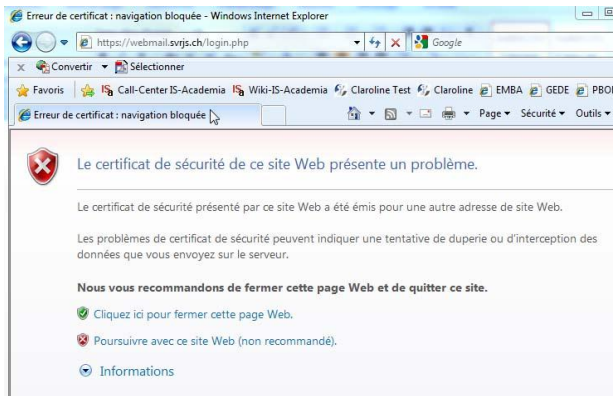 Erreur de certificat : navigation bloquée - Windows Internet Explorer
https://webmail.svrjs.ch/login.php
Google
x Convertir Sélectionner
Favoris Call-Center IS-Academia Wiki-IS-Academia Claroline Test Claroline EMBA GEDE
Erreur de certificat : navigation bloquée Page Sécurité Outils
Le certificat de sécurité de ce site Web présente un problème.
Le certificat de sécurité présenté par ce site Web a été émis pour une autre adresse de site Web.
Les problèmes de certificat de sécurité peuvent indiquer une tentative de duperie ou d'interception des
données que vous envoyez sur le serveur.
Nous vous recommandons de fermer cette page Web et de quitter ce site.
Cliquez ici pour fermer cette page Web.
Poursuivre avec ce site Web (non recommandé).
Informations